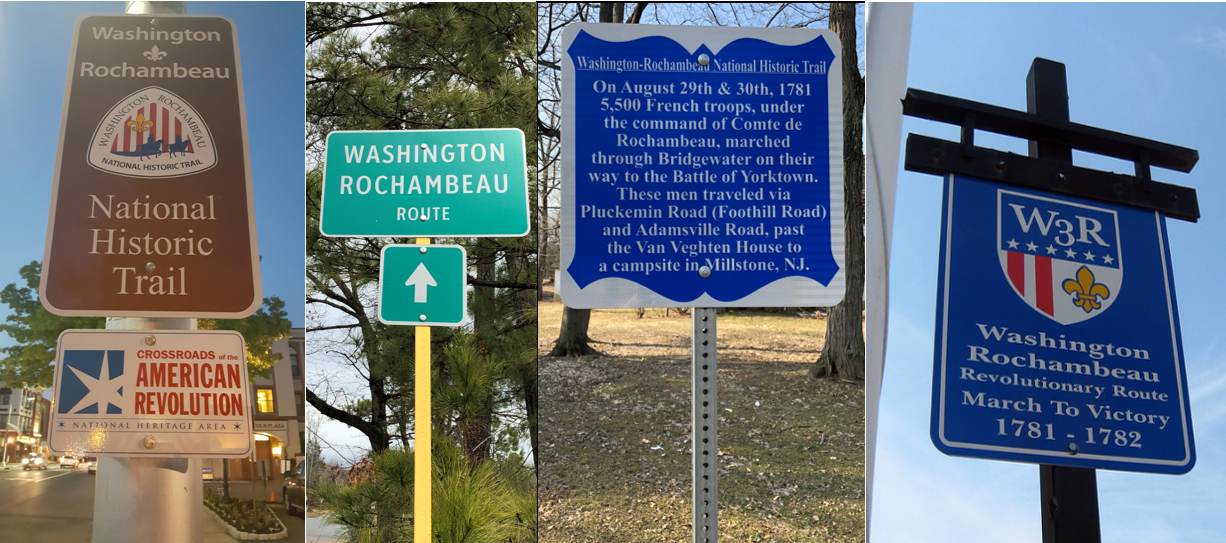 Washington
Rochambeau
WASHINGTON ROCHAMBEAU
NATIONAL HISTORIC TRAIL
National
Historic
Trail
CROSSROADS of the
AMERICAN
REVOLUTION
NATIONAL HERITAGE AREA
WASHINGTON
ROCHAMBEAU
ROUTE
Washington-Rochambeau National Historic Trail
On August 29th & 30th, 1781
5,500 French troops, under
the command of Comte de
Rochambeau, marched
through Bridgewater on their
way to the Battle of Yorktown.
These men traveled via
Pluckemin Road (Foothill Road)
and Adamsville Road, past
the Van Veghten House to
a campsite in Millstone, NJ.
W3R
Washington
Rochambeau
Revolutionary Route
March To Victory
1781 - 1782